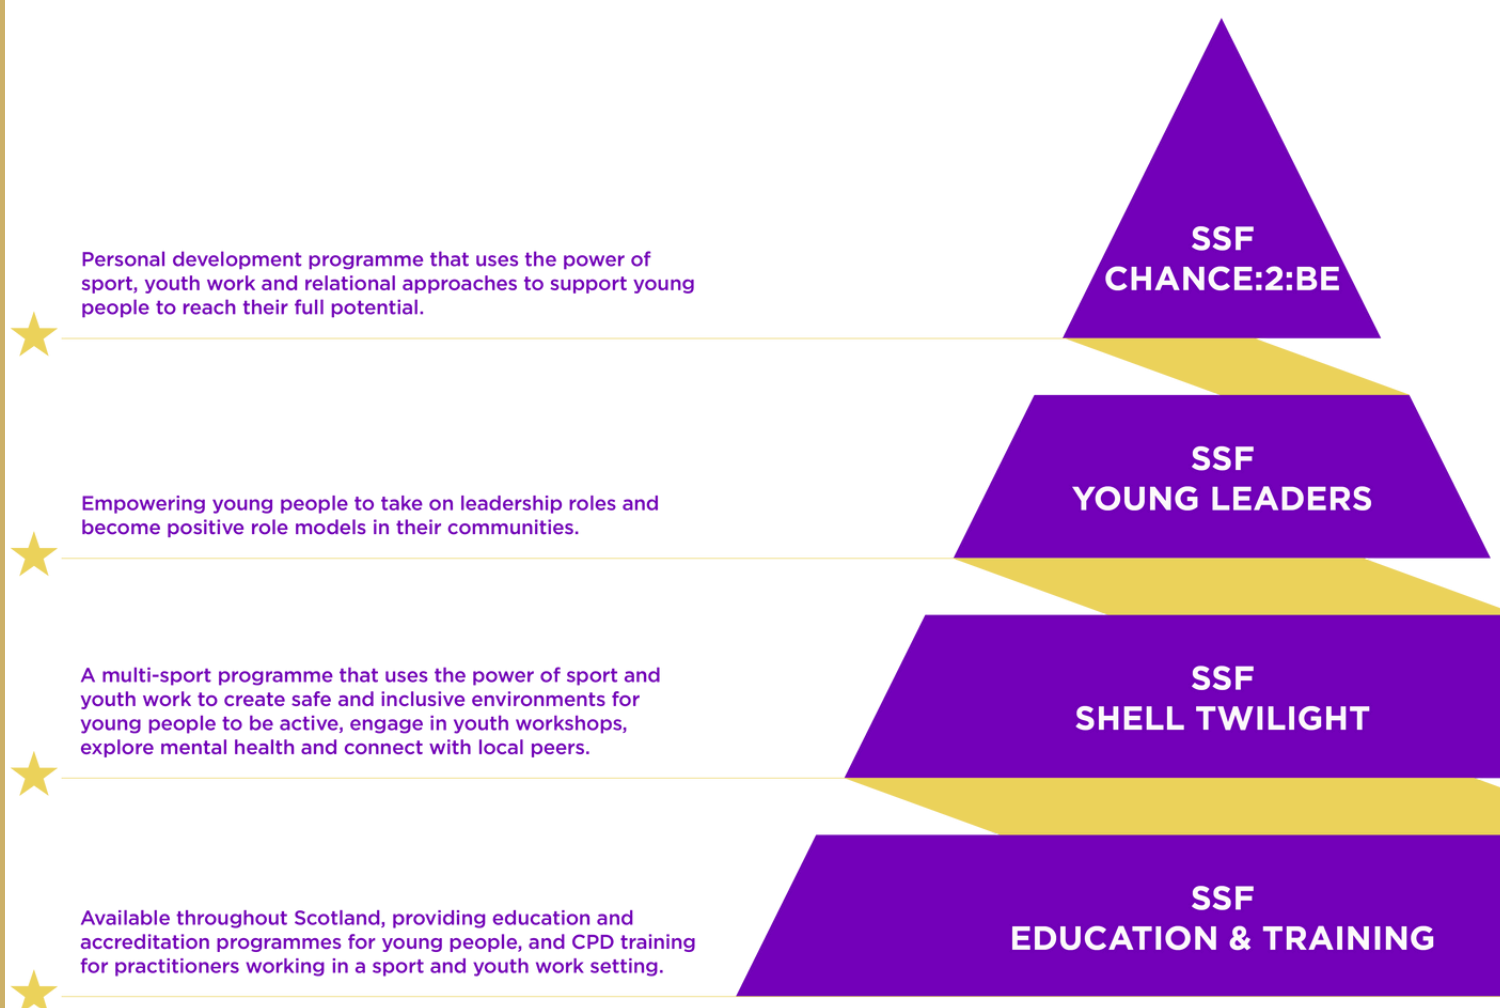 Personal development programme that uses the power of
sport, youth work and relational approaches to support young
people to reach their full potential.
SSF
CHANCE:2:BE
Empowering young people to take on leadership roles and
become positive role models in their communities.
SSF
YOUNG LEADERS
A multi-sport programme that uses the power of sport and
youth work to create safe and inclusive environments for
young people to be active, engage in youth workshops,
explore mental health and connect with local peers.
SSF
SHELL TWILIGHT
Available throughout Scotland, providing education and
accreditation programmes for young people, and CPD training
for practitioners working in a sport and youth work setting.
SSF
EDUCATION & TRAINING